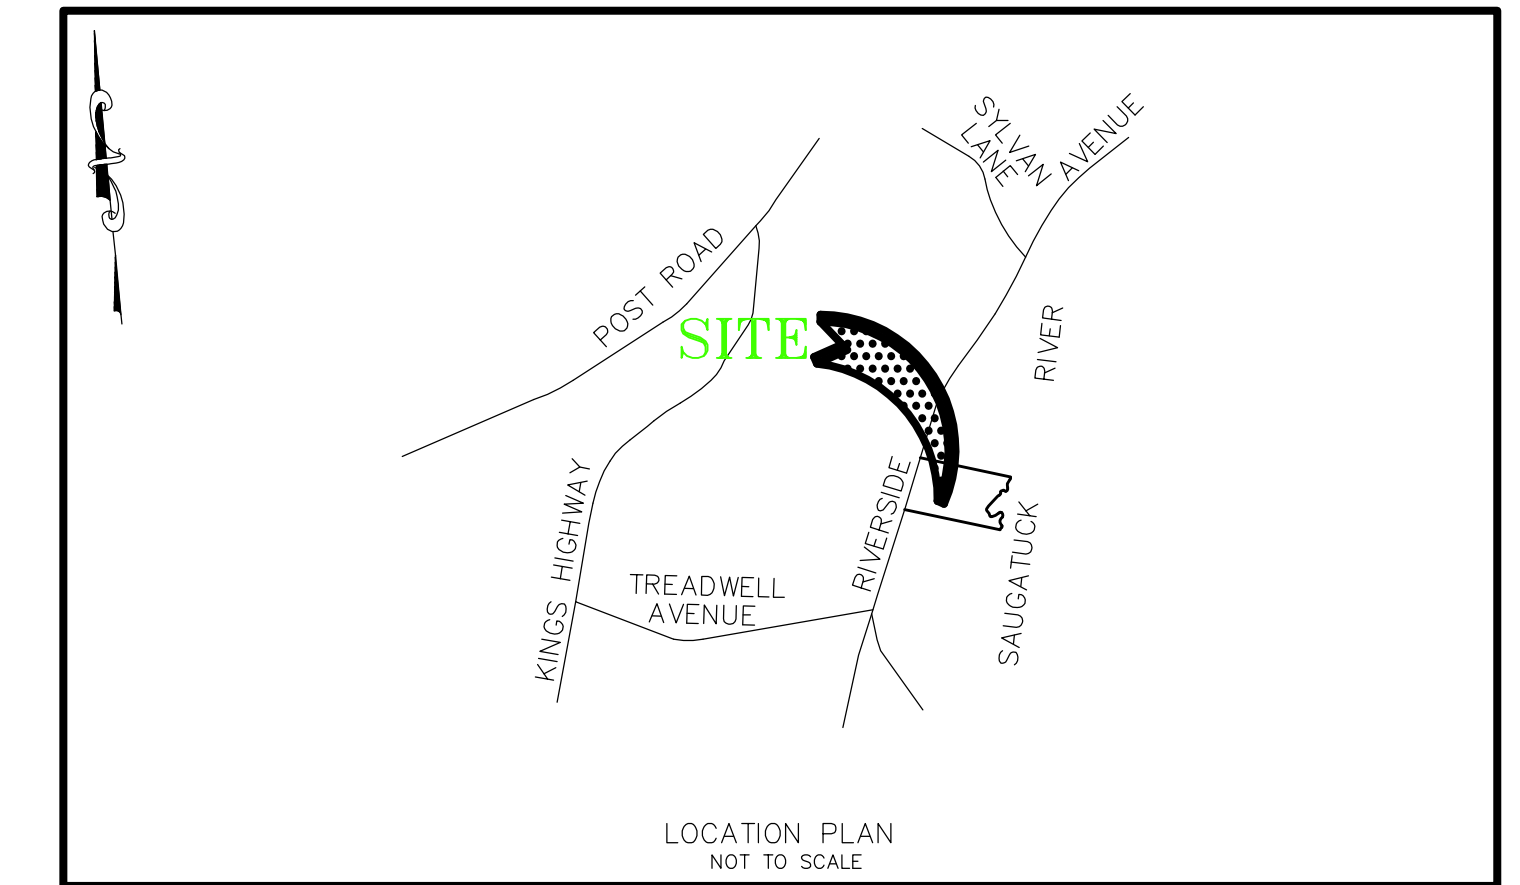 SYLVAN
LANE
AVENUE
POST ROAD
SITE
RIVER
RIVERSIDE
KINGS HIGHWAY
SAUGATUCK
TREADWELL
AVENUE
LOCATION PLAN
NOT TO SCALE